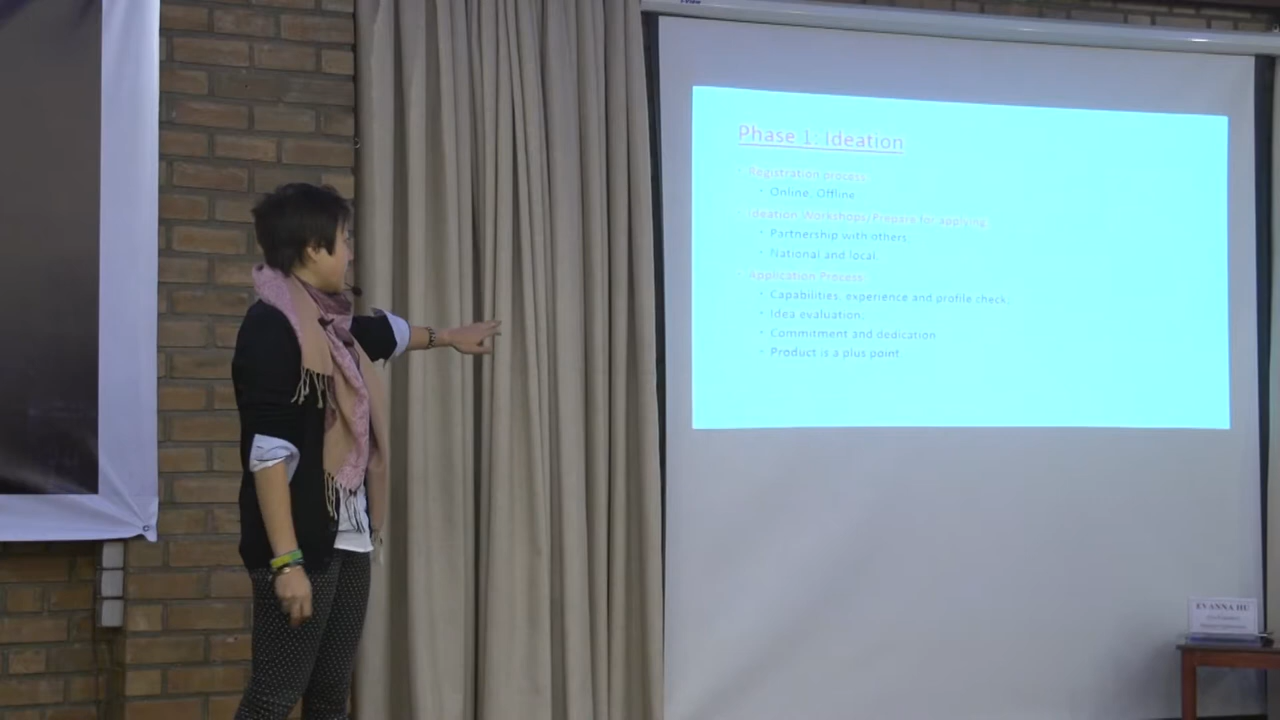 Phase 1: Ideation
Registration process:
Online, Offline
Ideation Workshops/Prepare for applying:
Partnership with others
National and local.
Application Process:
Capabilities, experience and profile check.
Idea evaluation.
Commitment and dedication
Product is a plus point
EVANNA HU